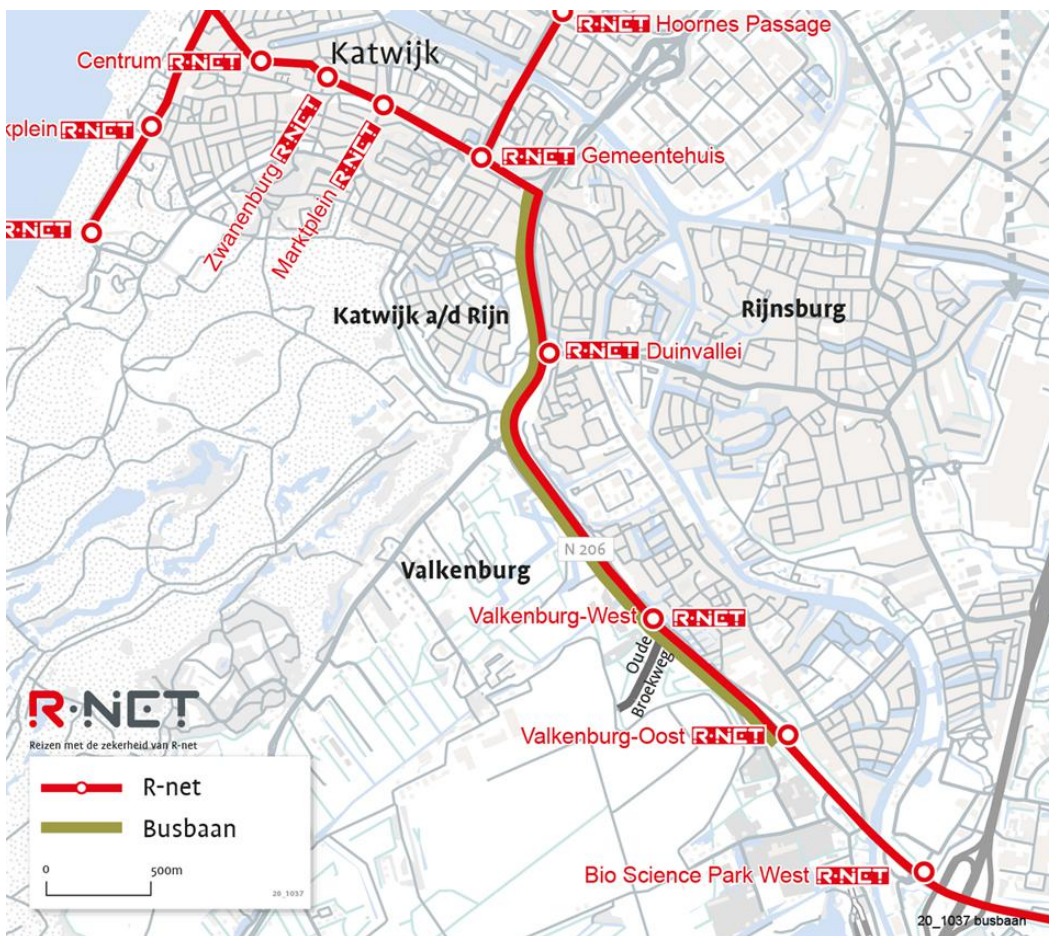 R·NET Hoornes Passage
Centrum R·NET
Katwijk
R·NET
Zwanenburg R·NET
Marktplein R·NET
R·NET Gemeentehuis
R·NET
Katwijk a/d Rijn
Rijnsburg
R·NET Duinvallei
N 206
Valkenburg
Valkenburg-West R·NET
Oude
Broekweg
Valkenburg-Oost R·NET
R·NET
Reizen met de zekerheid van R-net
R-net
Busbaan
0 500m
20_1037
Bio Science Park West R·NET
20_1037 busbaan